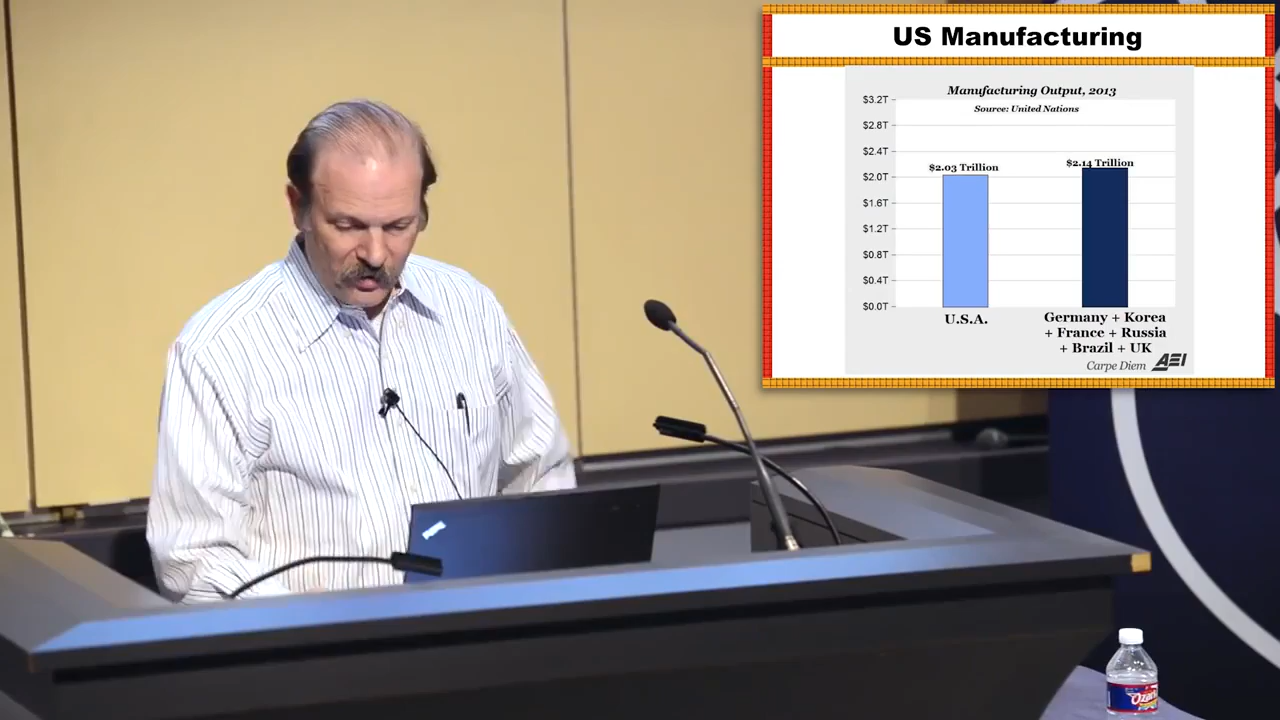 US Manufacturing
Manufacturing Output, 2013
Source: United Nations
$3.2T
$2.8T
$2.4T
$2.0T
$1.6T
$1.2T
$0.8T
$0.4T
$0.0T
$2.03 Trillion
$2.14 Trillion
U.S.A.
Germany + Korea
+ France + Russia
+ Brazil + UK
Carpe Diem AEI